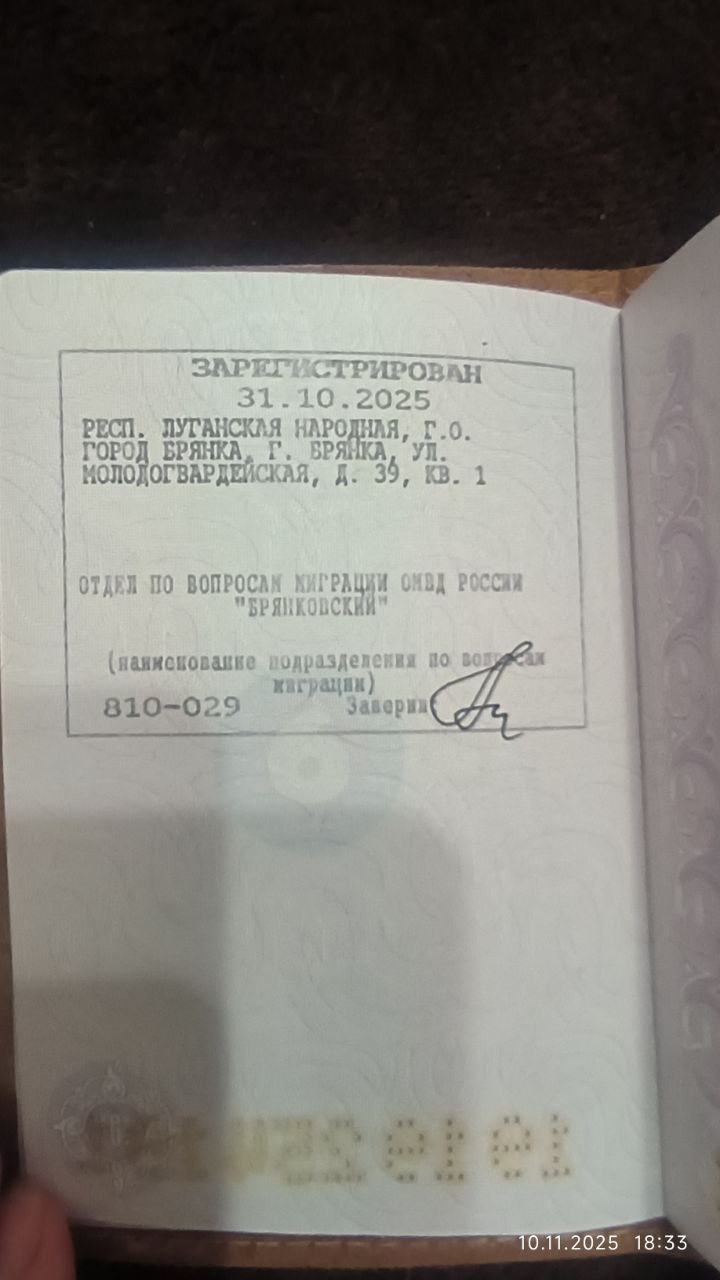 ЗАРЕГИСТРИРОВАН
31.10.2025
РЕСП. ЛУГАНСКАЯ НАРОДНАЯ, Г.О.
ГОРОД БРЯНКА, Г. БРЯНКА, УЛ.
МОЛОДОГВАРДЕЙСКАЯ, Д. 39, КВ. 1
ОТДЕЛ ПО ВОПРОСАМ МИГРАЦИИ ОМВД РОССИИ
"БРЯНКОВСКИЙ"
(наименование подразделения по вопросам
миграции)
810-029 Заверил
10.11.2025 18:33